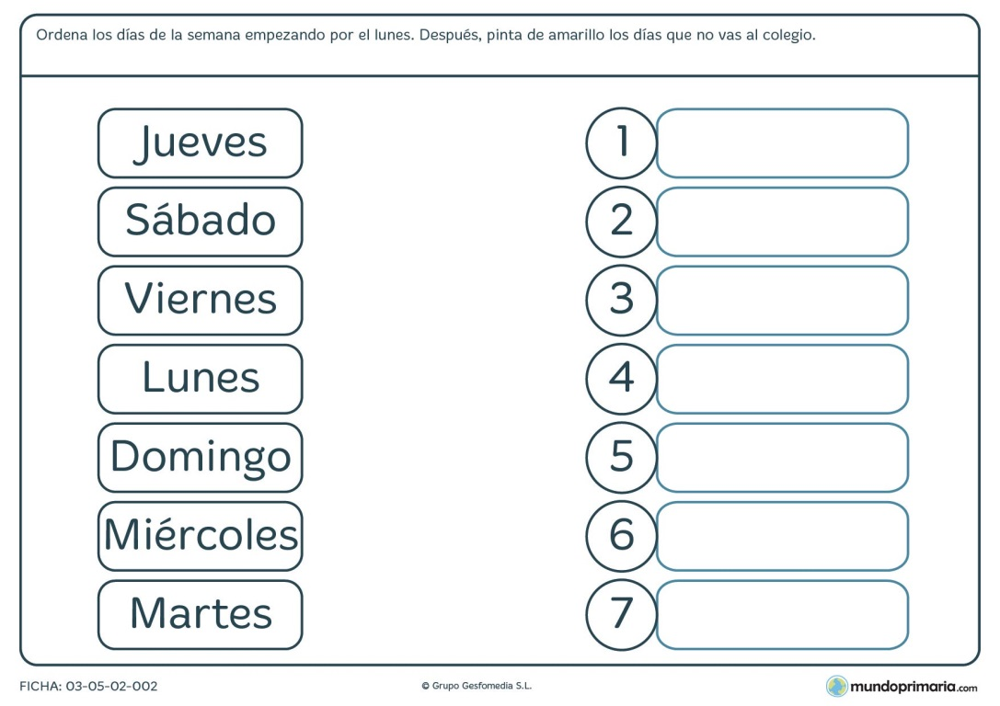 Ordena los días de la semana empezando por el lunes. Después, pinta de amarillo los días que no vas al colegio.
Jueves
Sábado
Viernes
Lunes
Domingo
Miércoles
Martes
1
2
3
4
5
6
7
FICHA: 03-05-02-002
© Grupo Gesfomedia S.L.
mundoprimaria.com